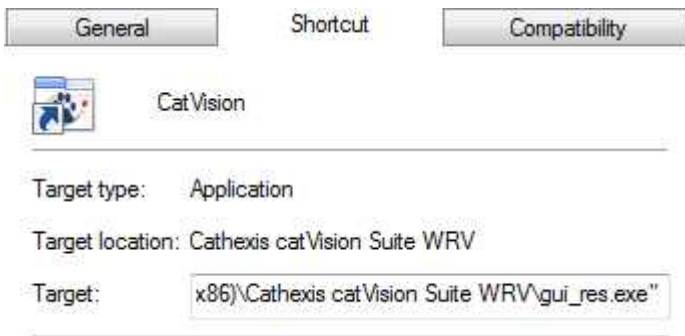 General Shortcut Compatibility
CatVision
Target type: Application
Target location: Cathexis catVision Suite WRV
Target: x86)\Cathexis catVision Suite WRV\gui_res.exe"